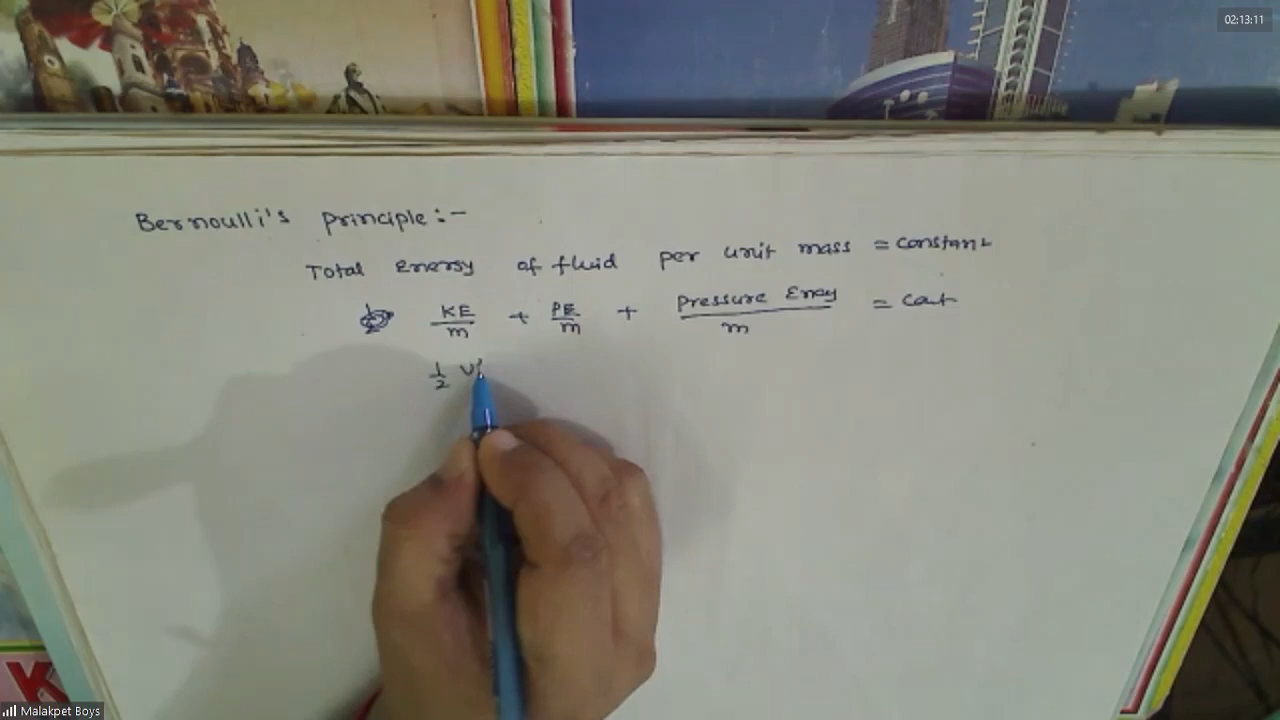 02:13:11
Bernoulli's principle:-
Total energy of fluid per unit mass = constant
KE/m + PE/m + Pressure Energy/m = Cont
1/2 v²
K
Malakpet Boys